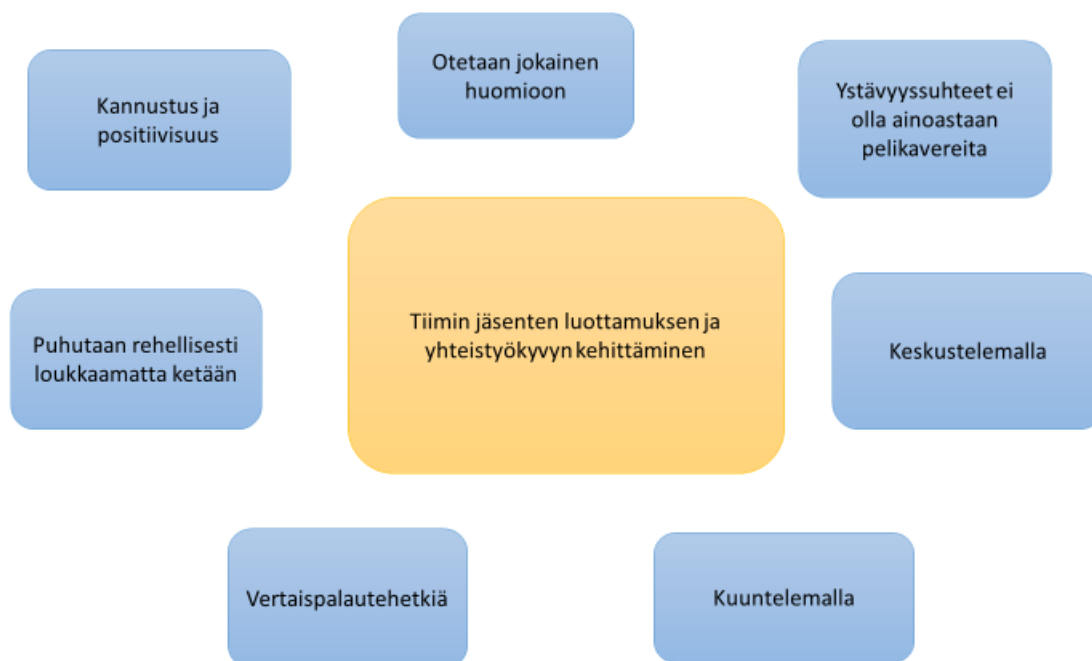 Otetaan jokainen
huomioon
Kannustus ja
positiivisuus
Ystävyyssuhteet ei
olla ainoastaan
pelikavereita
Tiimin jäsenten luottamuksen ja
yhteistyökyvyn kehittäminen
Puhutaan rehellisesti
loukkaamatta ketään
Keskustelemalla
Vertaispalautehetkiä
Kuuntelemalla